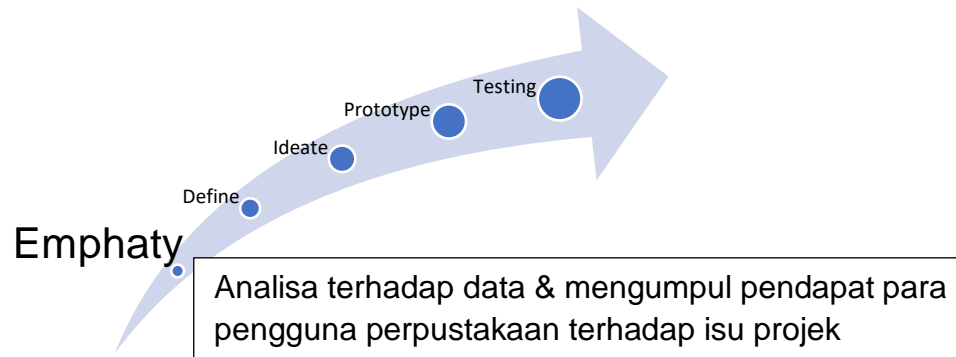 Testing
Prototype
Ideate
Define
Emphaty
Analisa terhadap data & mengumpul pendapat para
pengguna perpustakaan terhadap isu projek